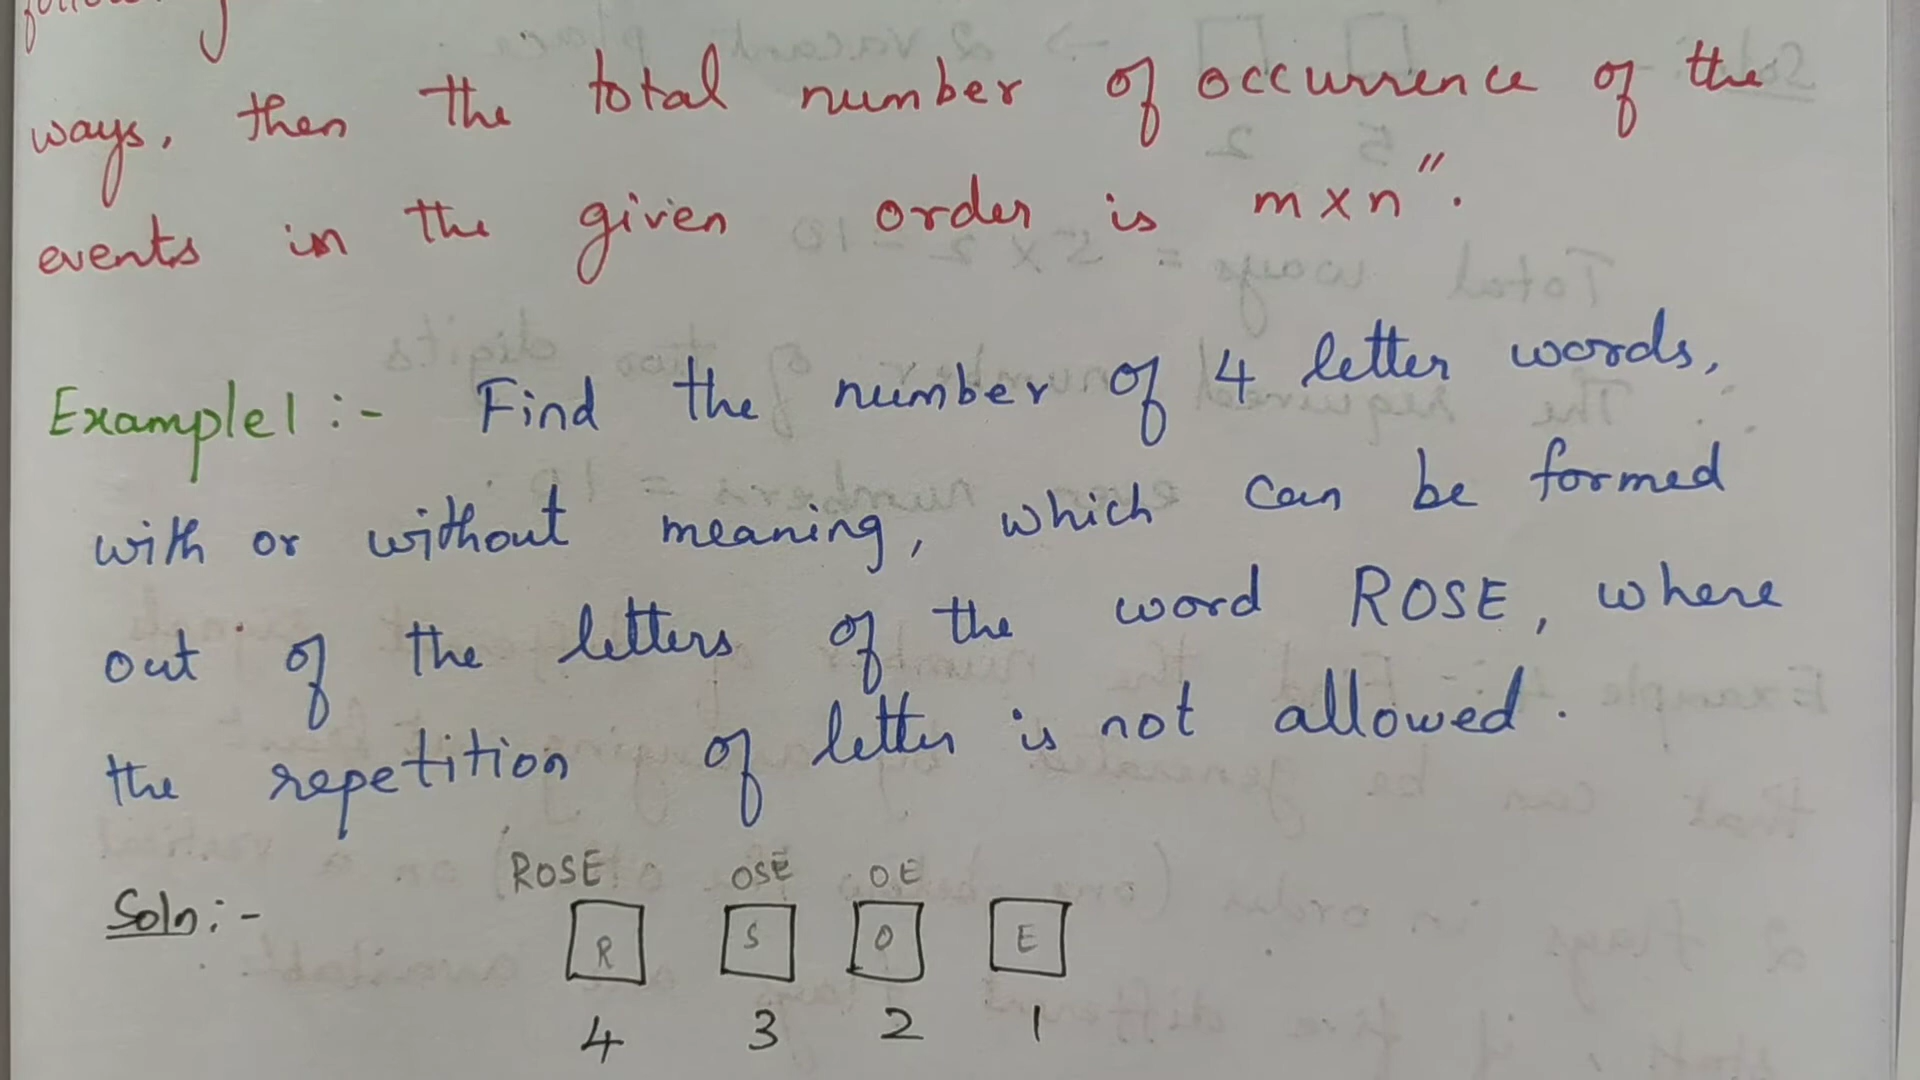 ways, then the total number of occurrence of the
events in the given order is m x n".
Example 1 :- Find the number of 4 letter words,
with or without meaning, which can be formed
out of the letters of the word ROSE, where
the repetition of letter is not allowed.
ROSE OSE OE
Soln :- R S O E
4 3 2 1